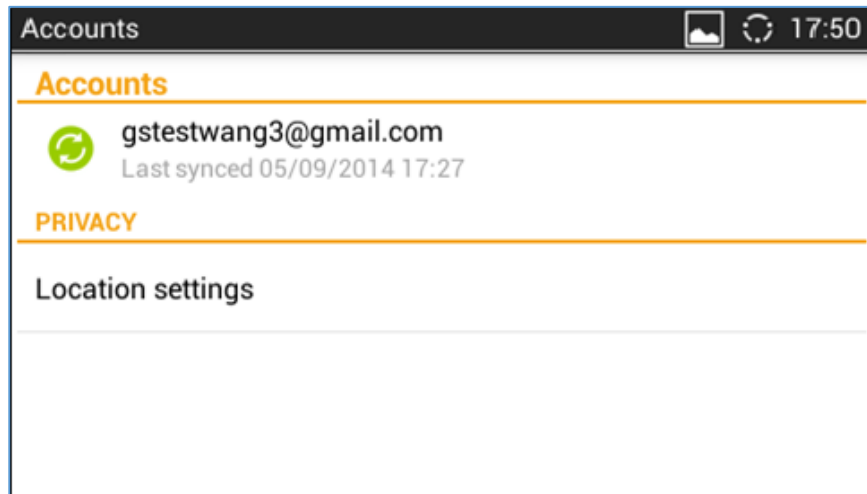 Accounts 17:50
Accounts
gstestwang3@gmail.com
Last synced 05/09/2014 17:27
PRIVACY
Location settings